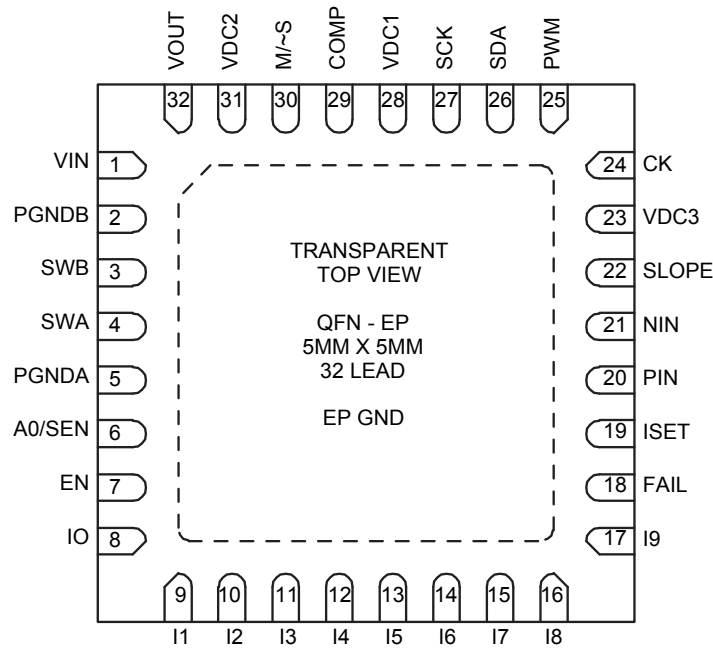 VOUT VDC2 M/~S COMP VDC1 SCK SDA PWM
32 31 30 29 28 27 26 25
VIN 1
PGNDB 2
SWB 3
SWA 4
PGNDA 5
A0/SEN 6
EN 7
IO 8
TRANSPARENT
TOP VIEW
QFN - EP
5MM X 5MM
32 LEAD
EP GND
24 CK
23 VDC3
22 SLOPE
21 NIN
20 PIN
19 ISET
18 FAIL
17 I9
9 10 11 12 13 14 15 16
I1 I2 I3 I4 I5 I6 I7 I8